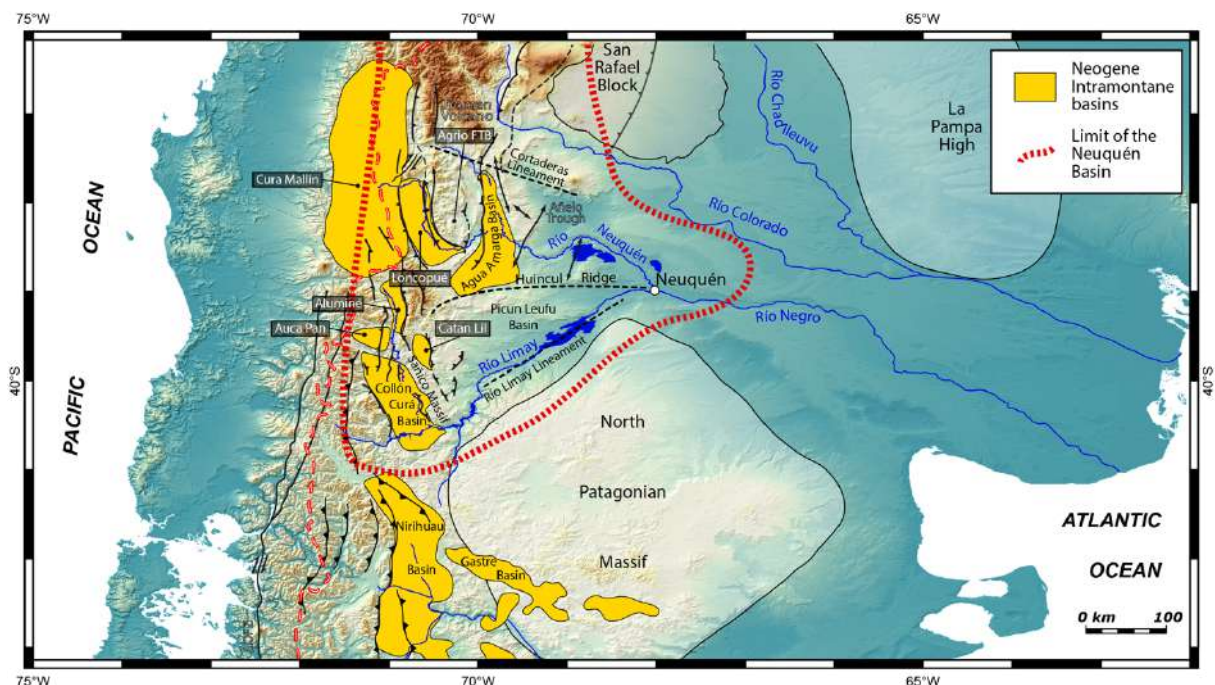 75°W
70°W
65°W
San
Rafael
Block
Neogene
Intramontane
basins
Limit of the
Neuquén
Basin
La
Pampa
High
Río Chadileuvu
Tromen
Volcano
Agrio FTB
Cortaderas
Lineament
Cura Mallín
OCEAN
Añelo
Trough
Agua Amarga Basin
Río Colorado
Río
Neuquén
Loncopué
Huincul
Ridge
Neuquén
Aluminé
Picun Leufu
Basin
Río Negro
Auca Pan
Catan Lil
Río Limay
Río Limay Lineament
Sañico Massif
40°S
40°S
PACIFIC
Collón
Curá
Basin
North
Patagonian
Massif
Nirihuau
Basin
Gastre
Basin
ATLANTIC
OCEAN
0 km 100
75°W
70°W
65°W